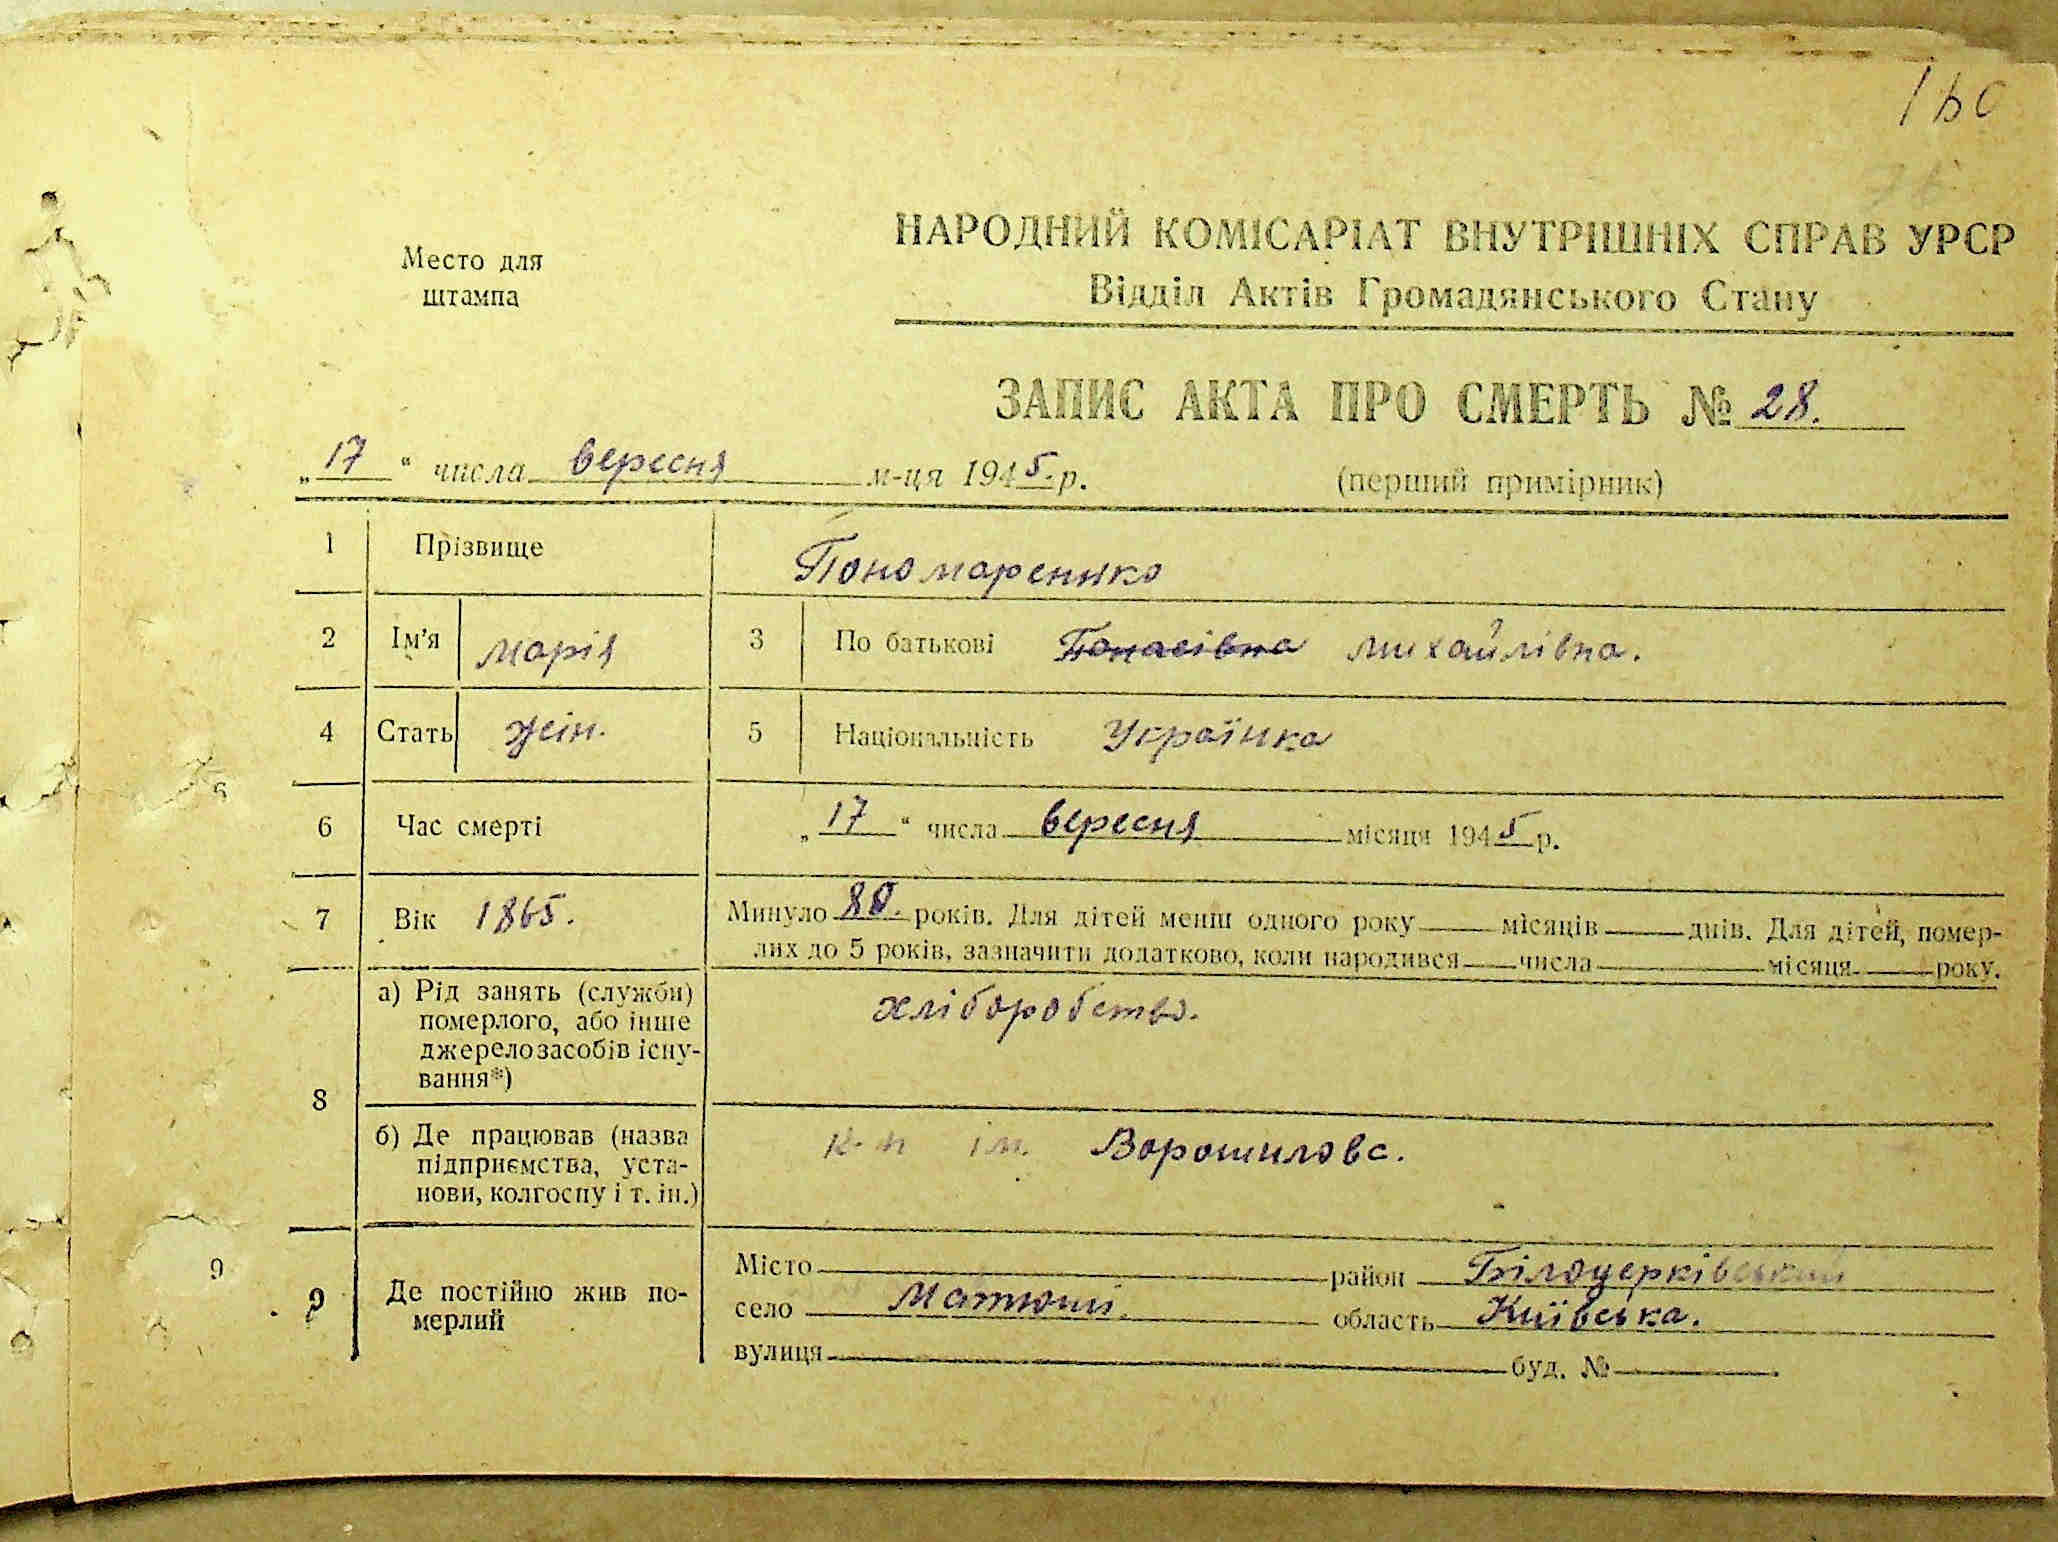 Место для
штампа
НАРОДНИЙ КОМІСАРІАТ ВНУТРІШНІХ СПРАВ УРСР
Відділ Актів Громадянського Стану
ЗАПИС АКТА ПРО СМЕРТЬ № 28.
„17“ числа вересня м-ця 1945.р. (перший примірник)
1 Прізвище Пономаренько
2 Ім'я Марія 3 По батькові Панасівна Михайлівна.
4 Стать жін. 5 Національність Українка
6 Час смерті „17“ числа вересня місяця 1945 р.
7 Вік 1865. Минуло 80. років. Для дітей менш одного року місяців днів. Для дітей, помер-
лих до 5 років, зазначити додатково, коли народився числа місяця року.
8
а) Рід занять (служби)
померлого, або інше
джерело засобів існу-
вання*)
хліборобство.
б) Де працював (назва
підприємства, уста-
нови, колгоспу і т. ін.)
к-п ім. Ворошилова.
9 Де постійно жив по-
мерлий
Місто район Білоцерківський
село Матюші. область Київська.
вулиця буд. №
6
9